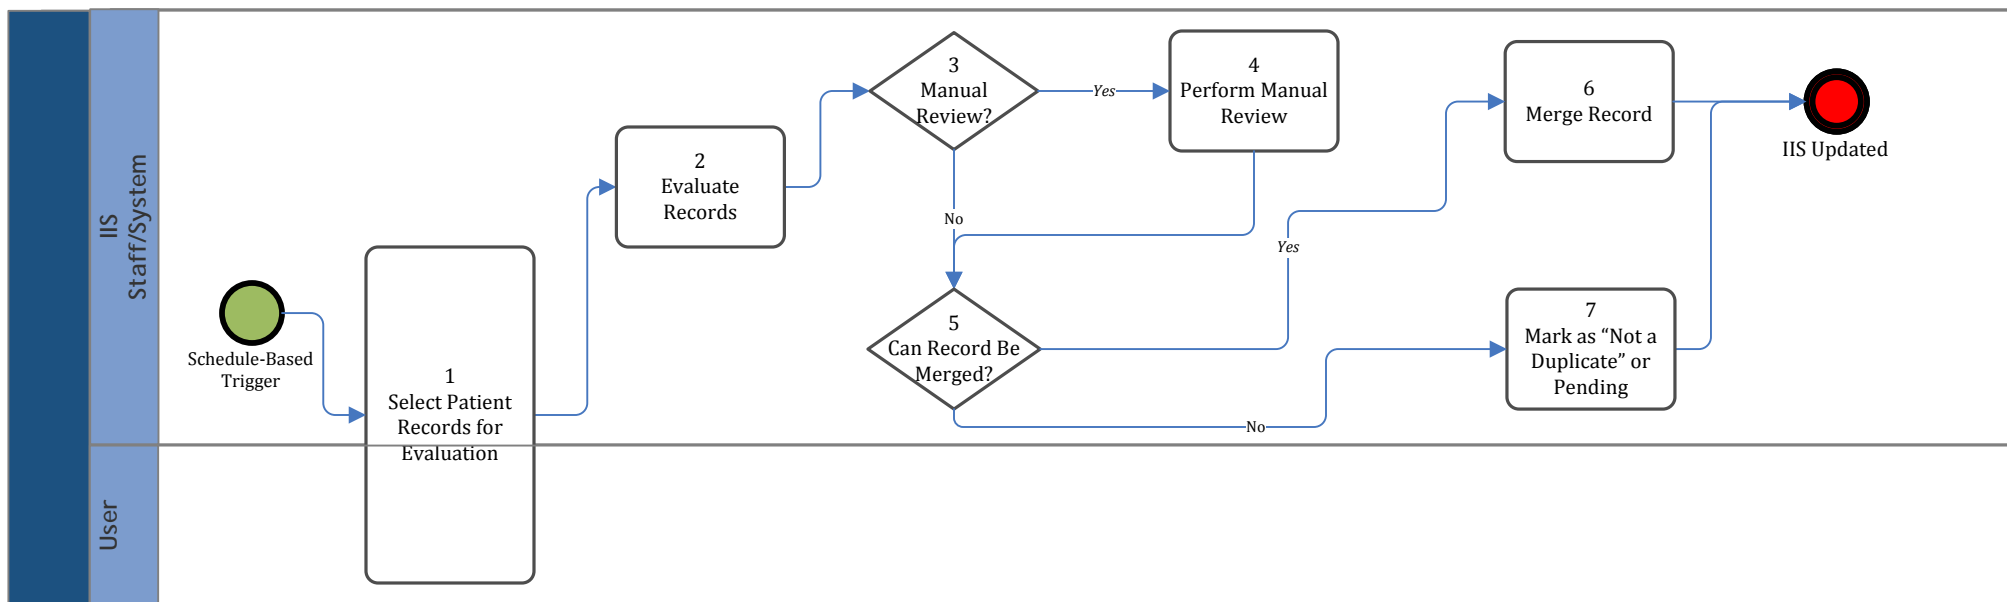 IIS
Staff/System
User
Schedule-Based
Trigger
1
Select Patient
Records for
Evaluation
2
Evaluate
Records
3
Manual
Review?
Yes
No
4
Perform Manual
Review
5
Can Record Be
Merged?
Yes
No
6
Merge Record
7
Mark as “Not a
Duplicate” or
Pending
IIS Updated